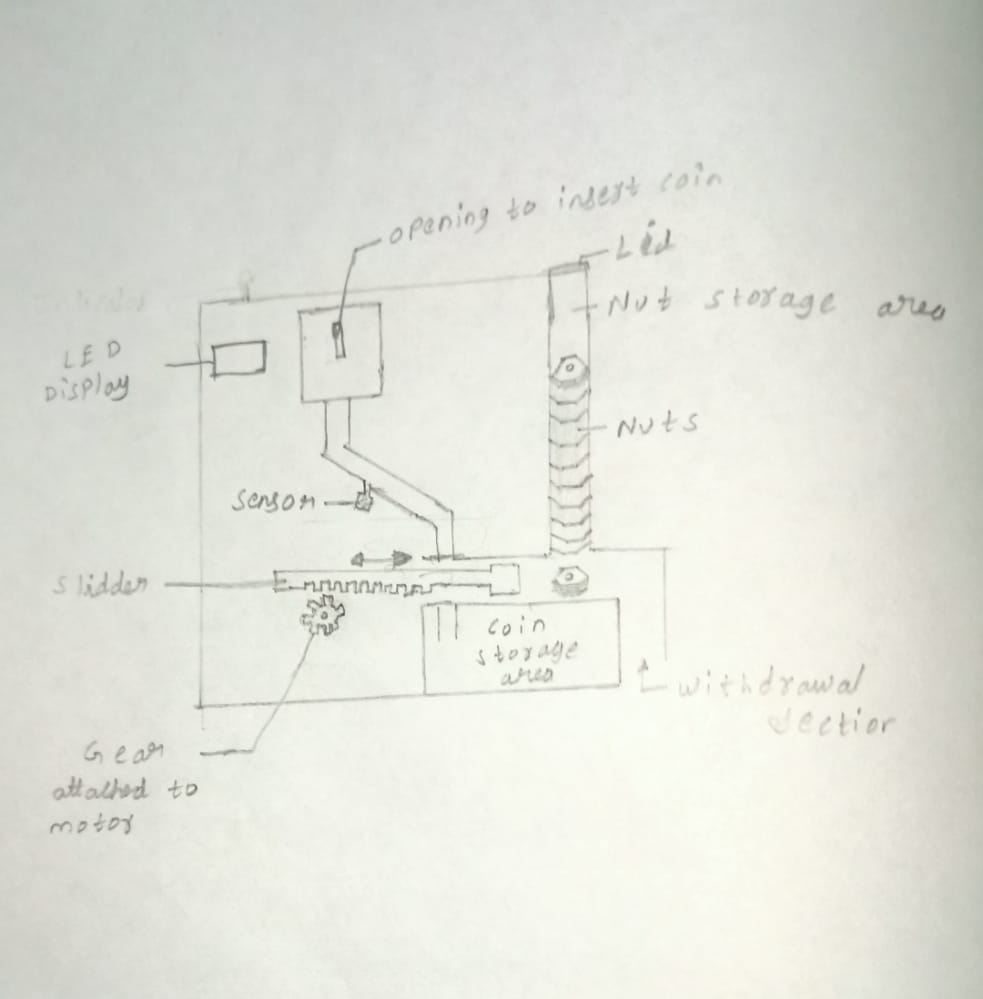 opening to insert coin
Lid
Nut storage area
LED
Display
Nuts
sensor
slidder
coin
storage
area
withdrawal
section
Gear
attached to
motor